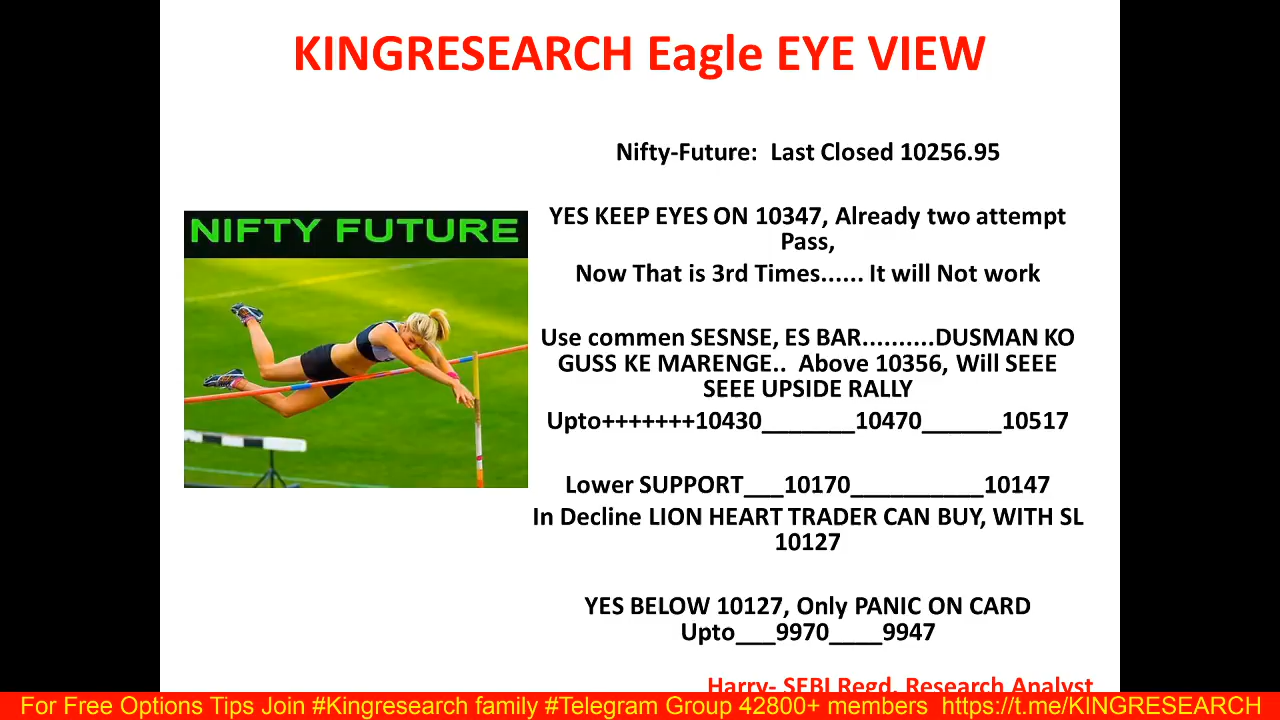 KINGRESEARCH Eagle EYE VIEW
Nifty-Future:  Last Closed 10256.95
YES KEEP EYES ON 10347, Already two attempt
Pass,
Now That is 3rd Times...... It will Not work
NIFTY FUTURE
Use commen SESNSE, ES BAR..........DUSMAN KO
GUSS KE MARENGE..  Above 10356, Will SEEE
SEEE UPSIDE RALLY
Upto+++++++10430_______10470______10517
Lower SUPPORT___10170__________10147
In Decline LION HEART TRADER CAN BUY, WITH SL
10127
YES BELOW 10127, Only PANIC ON CARD
Upto___9970____9947
Harry- SEBI Regd. Research Analyst
For Free Options Tips Join #Kingresearch family #Telegram Group 42800+ members  https://t.me/KINGRESEARCH